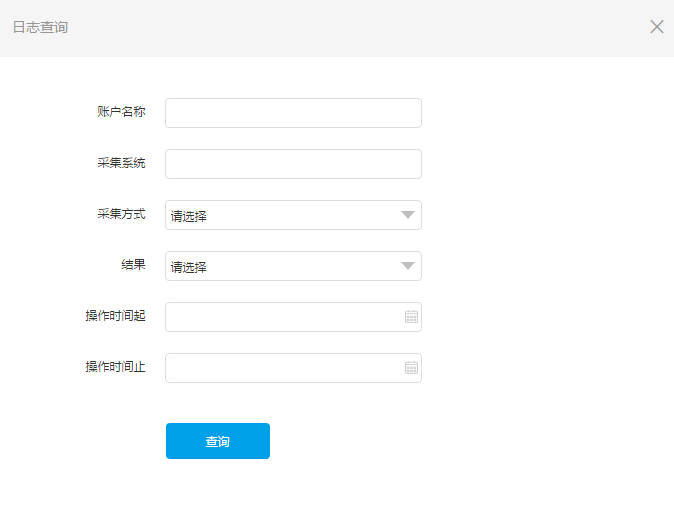 日志查询
账户名称
采集系统
采集方式 请选择
结果 请选择
操作时间起
操作时间止
查询